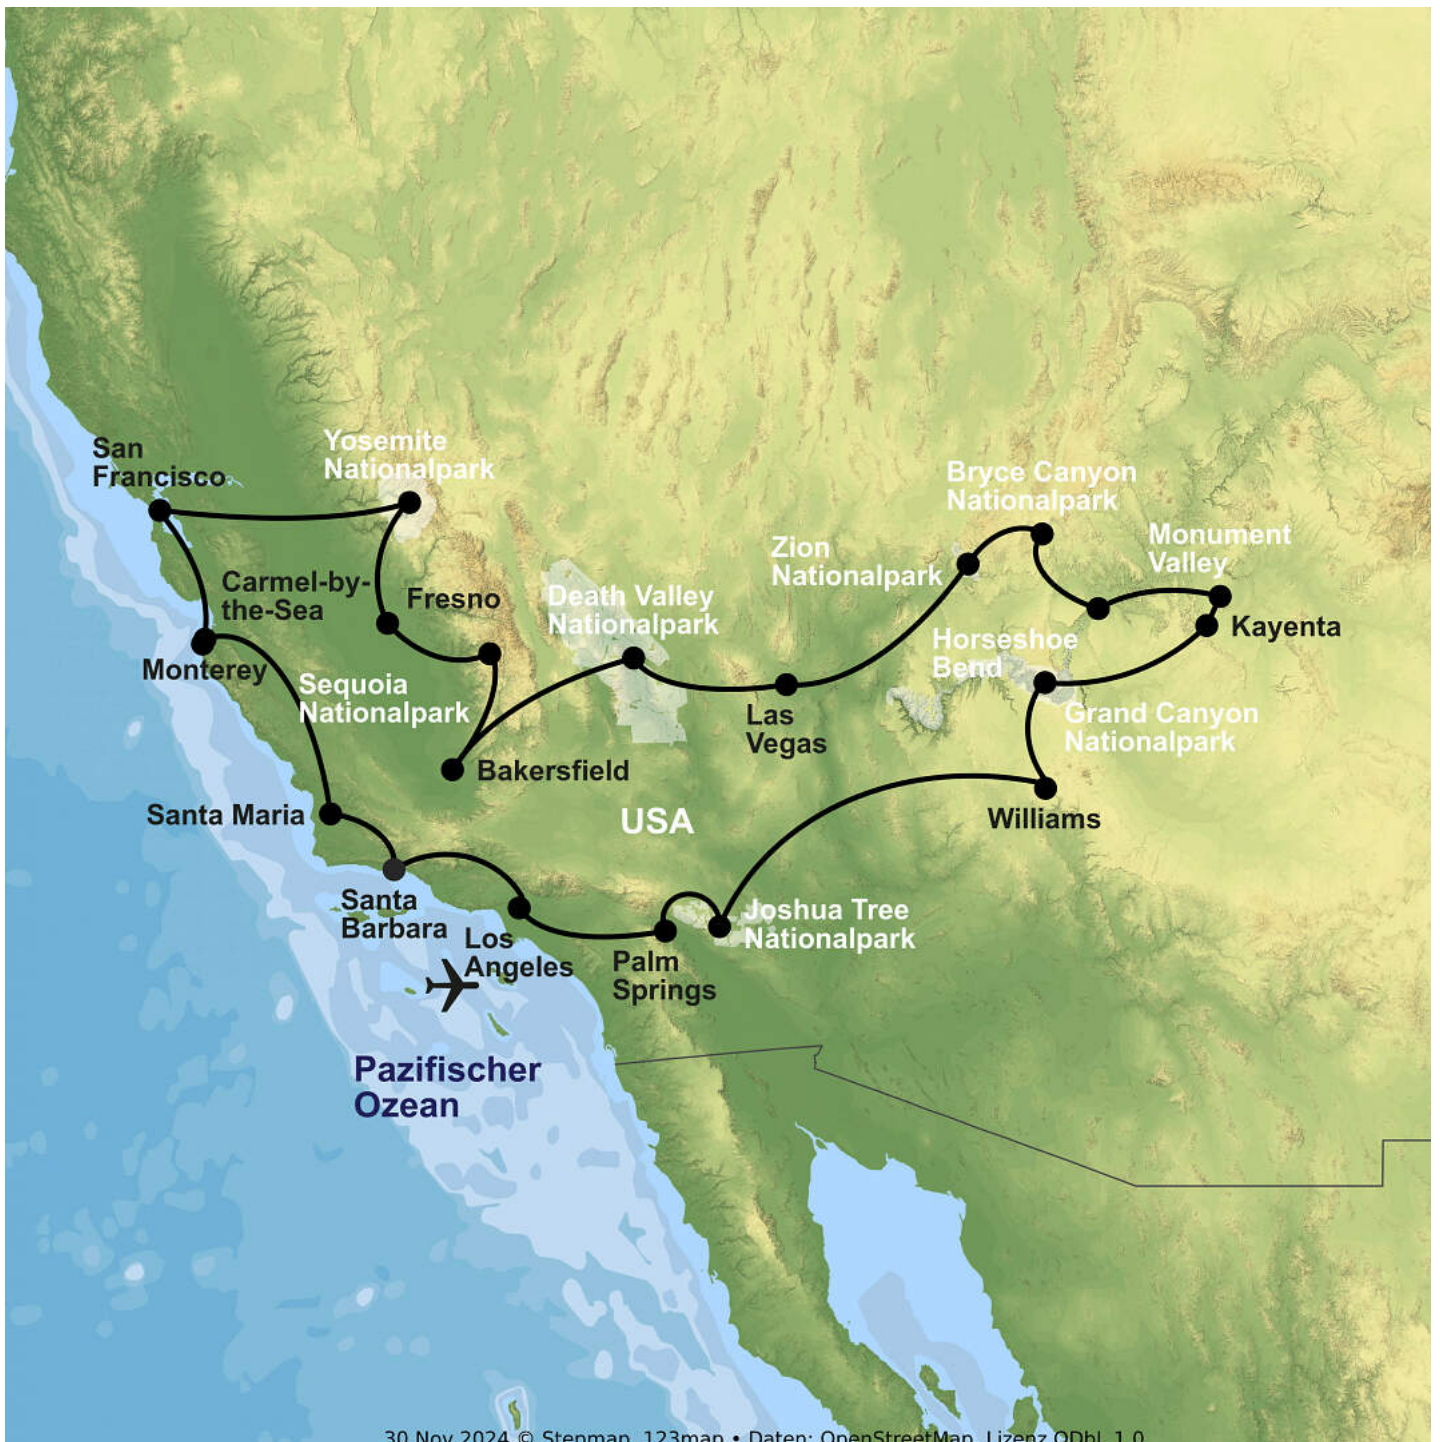 San
Francisco
Yosemite
Nationalpark
Bryce Canyon
Nationalpark
Monument
Valley
Zion
Nationalpark
Carmel-by-
the-Sea
Fresno
Death Valley
Nationalpark
Horseshoe
Bend
Kayenta
Monterey
Sequoia
Nationalpark
Las
Vegas
Grand Canyon
Nationalpark
Bakersfield
Santa Maria
USA
Williams
Santa
Barbara
Los
Angeles
Palm
Springs
Joshua Tree
Nationalpark
Pazifischer
Ozean
30 Nov 2024 © Stepmap, 123map • Daten: OpenStreetMap, Lizenz ODbL 1.0